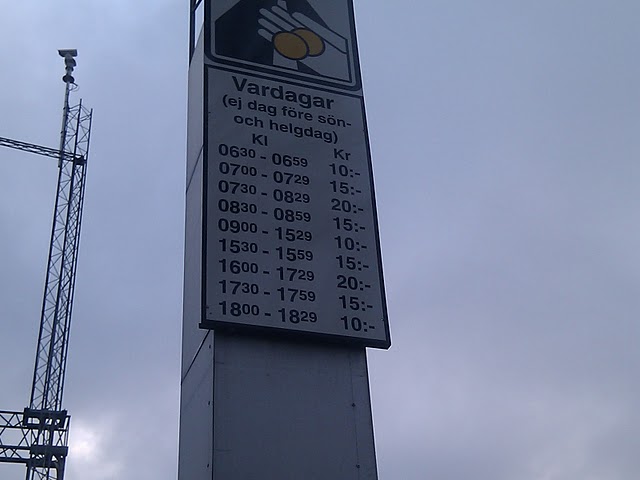 Vardagar
(ej dag före sön-
och helgdag)
Kl Kr
0630 - 0659 10:-
0700 - 0729 15:-
0730 - 0829 20:-
0830 - 0859 15:-
0900 - 1529 10:-
1530 - 1559 15:-
1600 - 1729 20:-
1730 - 1759 15:-
1800 - 1829 10:-